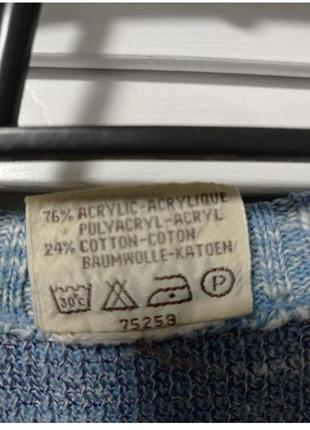 76% ACRYLIC-ACRYLIQUE
POLYACRYL-ACRYL
24% COTTON-COTON
BAUMWOLLE-KATOEN
30°C P
75259